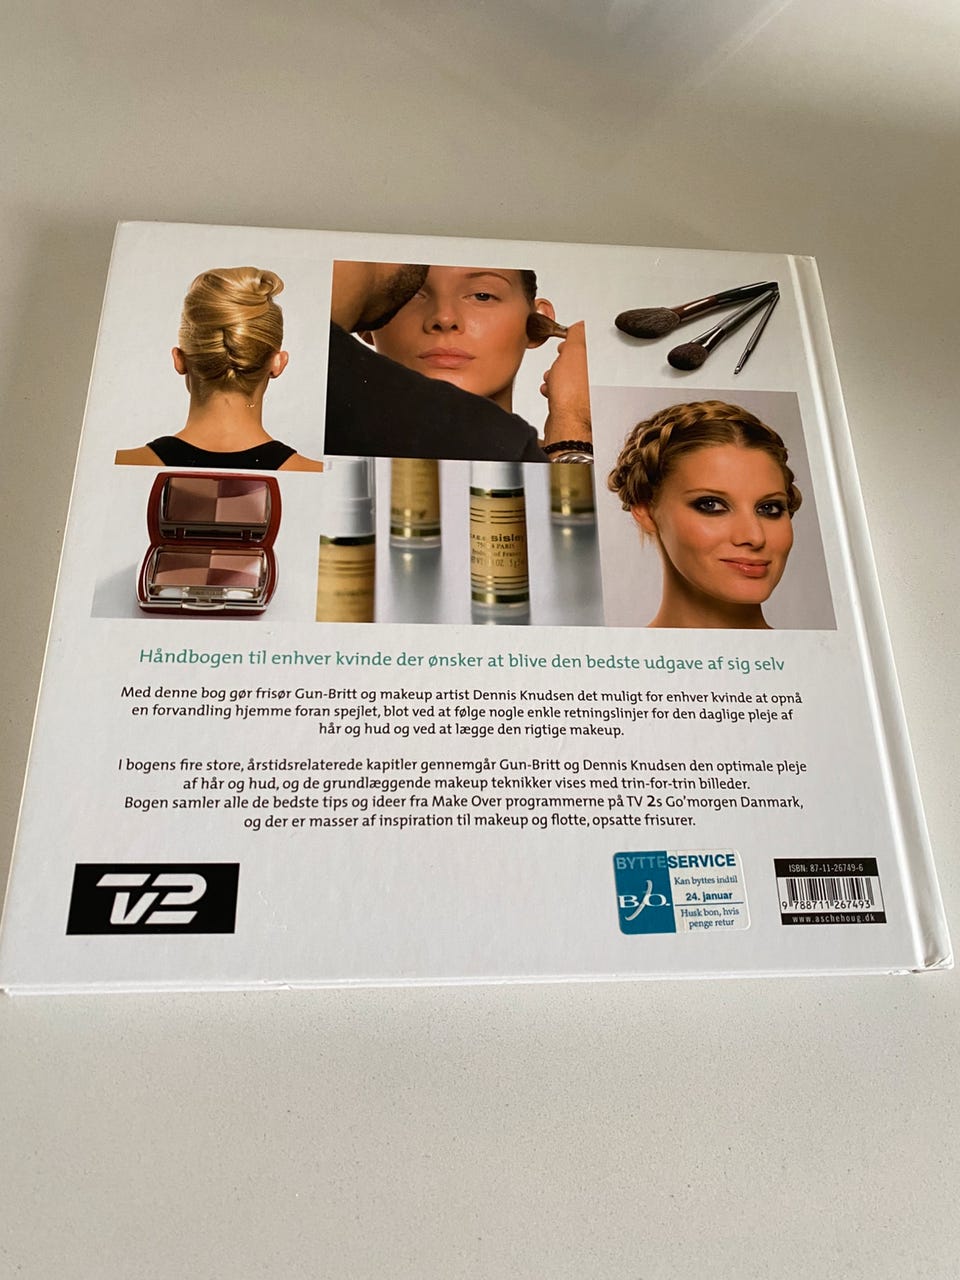 sisley
PARIS
Håndbogen til enhver kvinde der ønsker at blive den bedste udgave af sig selv
Med denne bog gør frisør Gun-Britt og makeup artist Dennis Knudsen det muligt for enhver kvinde at opnå
en forvandling hjemme foran spejlet, blot ved at følge nogle enkle retningslinjer for den daglige pleje af
hår og hud og ved at lægge den rigtige makeup.
I bogens fire store, årstidsrelaterede kapitler gennemgår Gun-Britt og Dennis Knudsen den optimale pleje
af hår og hud, og de grundlæggende makeup teknikker vises med trin-for-trin billeder.
Bogen samler alle de bedste tips og ideer fra Make Over programmerne på TV 2s Go'morgen Danmark,
og der er masser af inspiration til makeup og flotte, opsatte frisurer.
TV2
BYTTESERVICE
B&O.
Kan byttes indtil
24. januar
Husk bon, hvis
penge retur
ISBN: 87-11-26749-6
9 788711 267493
www.aschehoug.dk